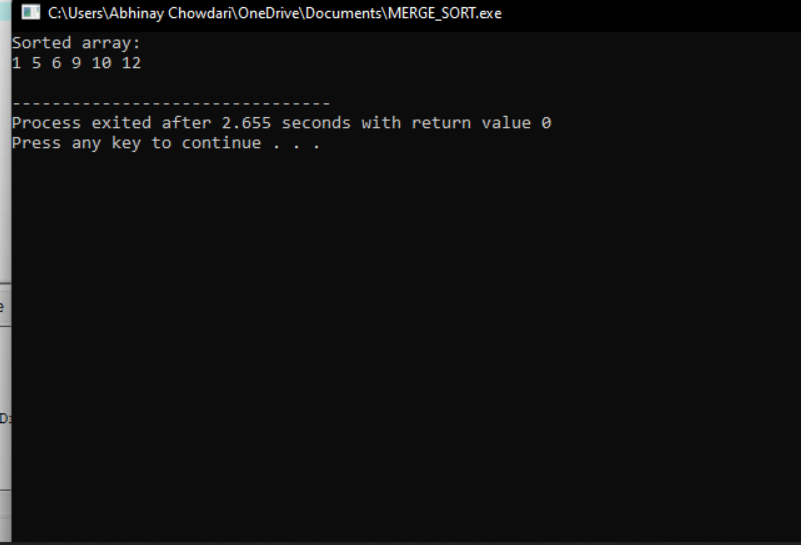 C:\Users\Abhinay Chowdari\OneDrive\Documents\MERGE_SORT.exe
Sorted array:
1 5 6 9 10 12
--------------------------------
Process exited after 2.655 seconds with return value 0
Press any key to continue . . .
e
D: